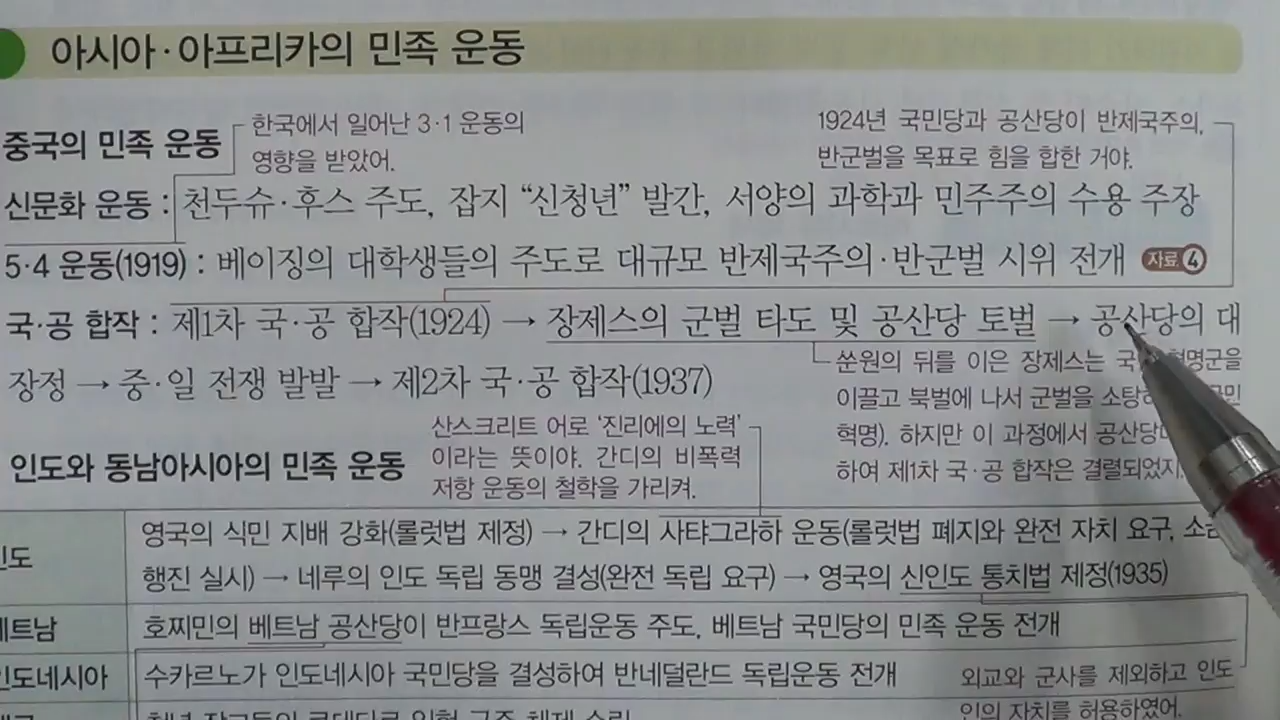 아시아·아프리카의 민족 운동
중국의 민족 운동
한국에서 일어난 3·1 운동의
영향을 받았어.
1924년 국민당과 공산당이 반제국주의,
반군벌을 목표로 힘을 합한 거야.
신문화 운동 : 천두슈·후스 주도, 잡지 “신청년” 발간, 서양의 과학과 민주주의 수용 주장
5·4 운동(1919) : 베이징의 대학생들의 주도로 대규모 반제국주의·반군벌 시위 전개 자료 4
국·공 합작 : 제1차 국·공 합작(1924) → 장제스의 군벌 타도 및 공산당 토벌 → 공산당의 대
장정 → 중·일 전쟁 발발 → 제2차 국·공 합작(1937)
쑨원의 뒤를 이은 장제스는
이끌고 북벌에 나서 군벌을
혁명). 하지만 이 과정에서
하여 제1차 국·공 합작은
인도와 동남아시아의 민족 운동
산스크리트 어로 ‘진리에의 노력’
이라는 뜻이야. 간디의 비폭력
저항 운동의 철학을 가리켜.
영국의 식민 지배 강화(롤럿법 제정) → 간디의 사탸그라하 운동(롤럿법 폐지와 완전 자치 요구,
행진 실시) → 네루의 인도 독립 동맹 결성(완전 독립 요구) → 영국의 신인도 통치법 제정(1935)
호찌민의 베트남 공산당이 반프랑스 독립운동 주도, 베트남 국민당의 민족 운동 전개
수카르노가 인도네시아 국민당을 결성하여 반네덜란드 독립운동 전개
외교와 군사를 제외하고 인도
인의 자치를 허용하였어.